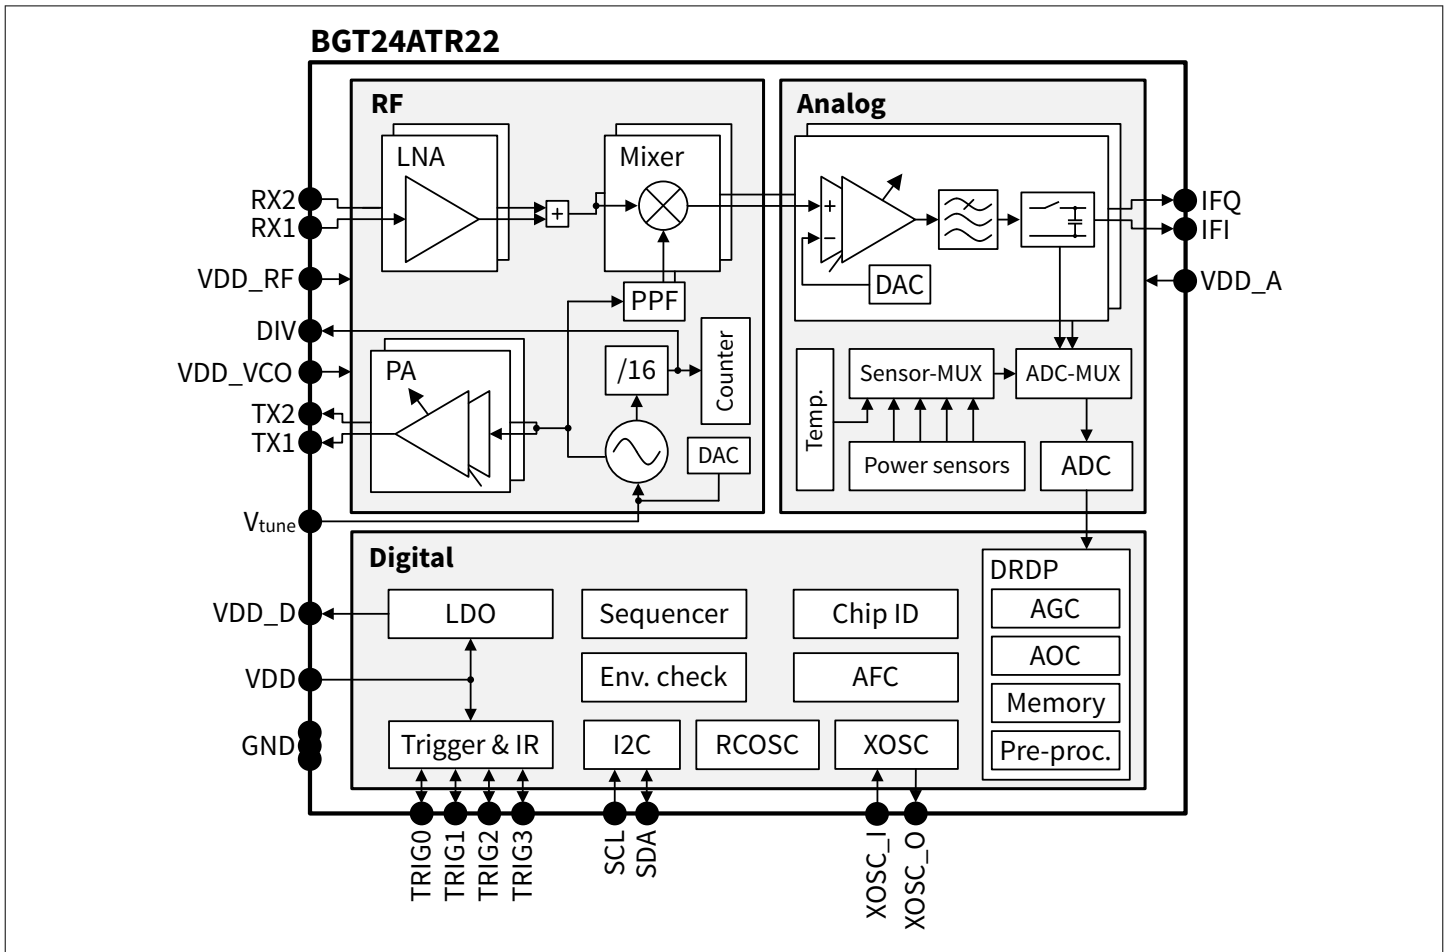 BGT24ATR22
RF
Analog
LNA
Mixer
RX2
RX1
+
+
−
IFQ
IFI
VDD_RF
VDD_A
PPF
DAC
DIV
VDD_VCO
PA
/16
Counter
Temp.
Sensor-MUX
ADC-MUX
TX2
TX1
DAC
Power sensors
ADC
Vtune
Digital
DRDP
VDD_D
LDO
Sequencer
Chip ID
AGC
AOC
VDD
Env. check
AFC
Memory
GND
Trigger & IR
I2C
RCOSC
XOSC
Pre-proc.
TRIG0
TRIG1
TRIG2
TRIG3
SCL
SDA
XOSC_I
XOSC_O